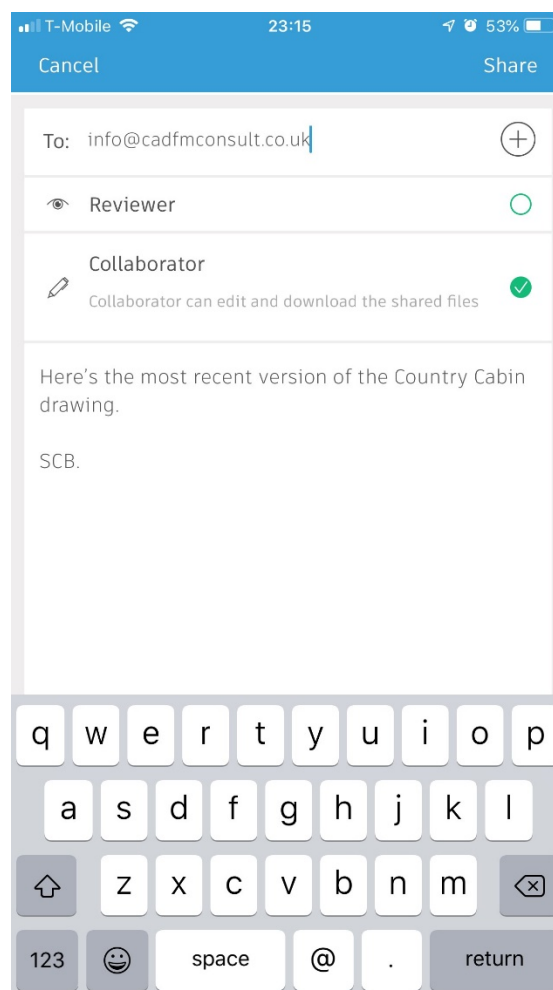 T-Mobile 23:15 53%
Cancel Share
To: info@cadfmconsult.co.uk
Reviewer
Collaborator
Collaborator can edit and download the shared files
Here's the most recent version of the Country Cabin
drawing.
SCB.
q w e r t y u i o p
a s d f g h j k l
z x c v b n m
123 space @ . return